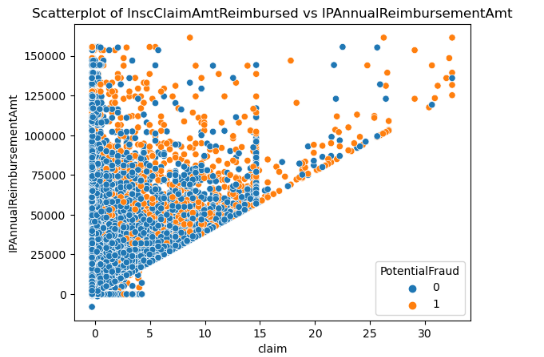 Scatterplot of InscClaimAmtReimbursed vs IPAnnualReimbursementAmt
150000
125000
100000
75000
50000
25000
0
IPAnnualReimbursementAmt
0 5 10 15 20 25 30
claim
PotentialFraud
0
1